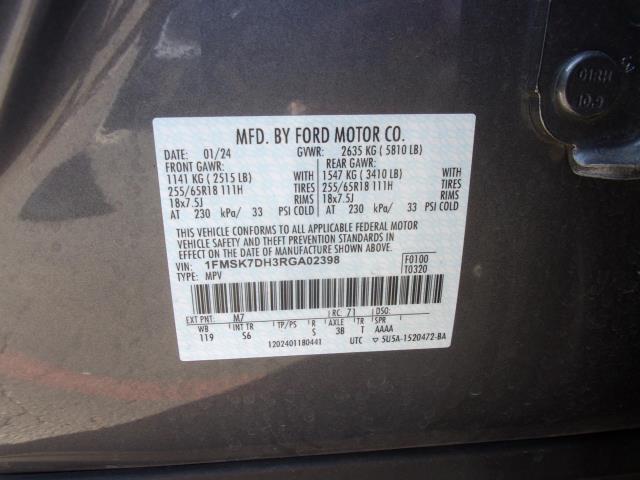 MFD. BY FORD MOTOR CO.
DATE: 01/24 GVWR: 2635 KG ( 5810 LB)
FRONT GAWR: REAR GAWR:
1141 KG ( 2515 LB) WITH 1547 KG ( 3410 LB) WITH
255/65R18 111H TIRES 255/65R18 111H TIRES
18x7.5J RIMS 18x7.5J RIMS
AT 230 kPa/ 33 PSI COLD AT 230 kPa/ 33 PSI COLD
THIS VEHICLE CONFORMS TO ALL APPLICABLE FEDERAL MOTOR
VEHICLE SAFETY AND THEFT PREVENTION STANDARDS IN
EFFECT ON THE DATE OF MANUFACTURE SHOWN ABOVE.
VIN: 1FMSK7DH3RGA02398 F0100
TYPE: MPV T0320
EXT PNT: M7 RC: 71 DSO:
WB INT TR TP/PS R AXLE TR SPR
119 S6 S 3B T AAAA
1202401180441 UTC ▽ 5U5A-1520472-BA
01RH
10.9